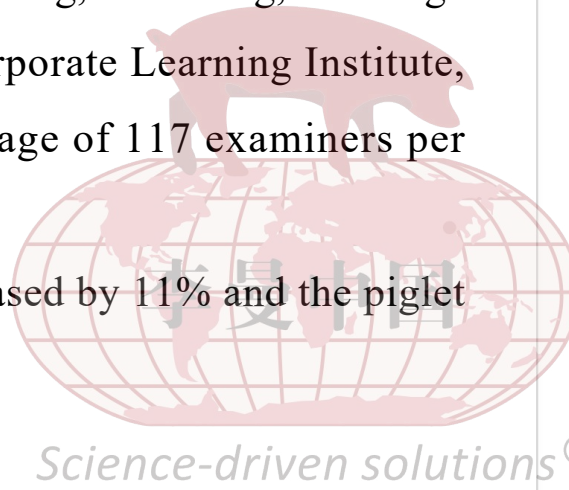 rporate Learning Institute,
age of 117 examiners per
ased by 11% and the piglet
李曼中国
Science-driven solutions